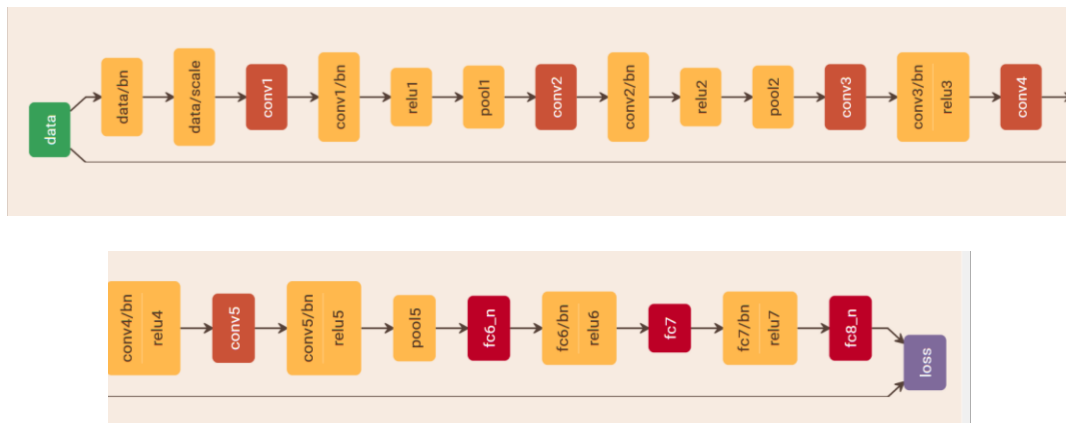 data
data/bn
data/scale
conv1
conv1/bn
relu1
pool1
conv2
conv2/bn
relu2
pool2
conv3
conv3/bn
relu3
conv4
conv4/bn
relu4
conv5
conv5/bn
relu5
pool5
fc6_n
fc6/bn
relu6
fc7
fc7/bn
relu7
fc8_n
loss